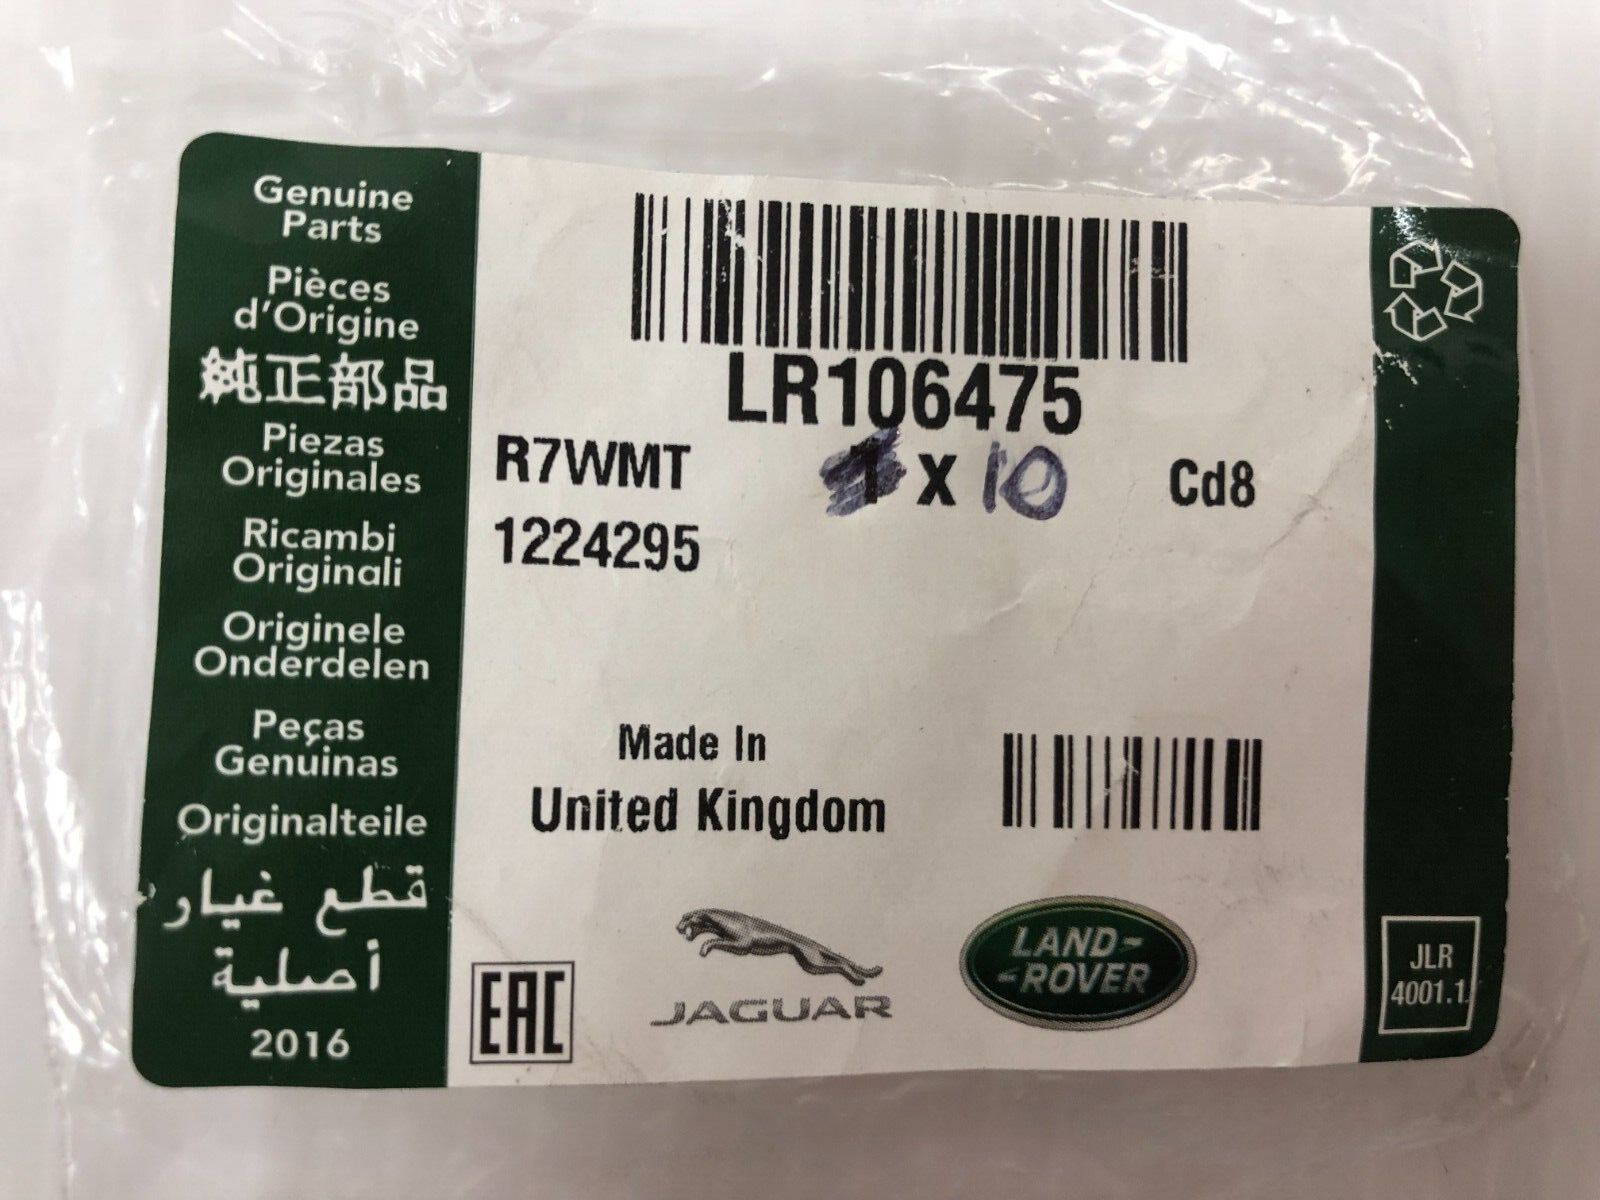 Genuine
Parts
Pièces
d'Origine
純正部品
Piezas
Originales
Ricambi
Originali
Originele
Onderdelen
Peças
Genuinas
Originalteile
قطع غيار
أصلية
2016
LR106475
R7WMT
1 X 10
Cd8
1224295
Made In
United Kingdom
EAC
JAGUAR
LAND-
-ROVER
JLR
4001.1